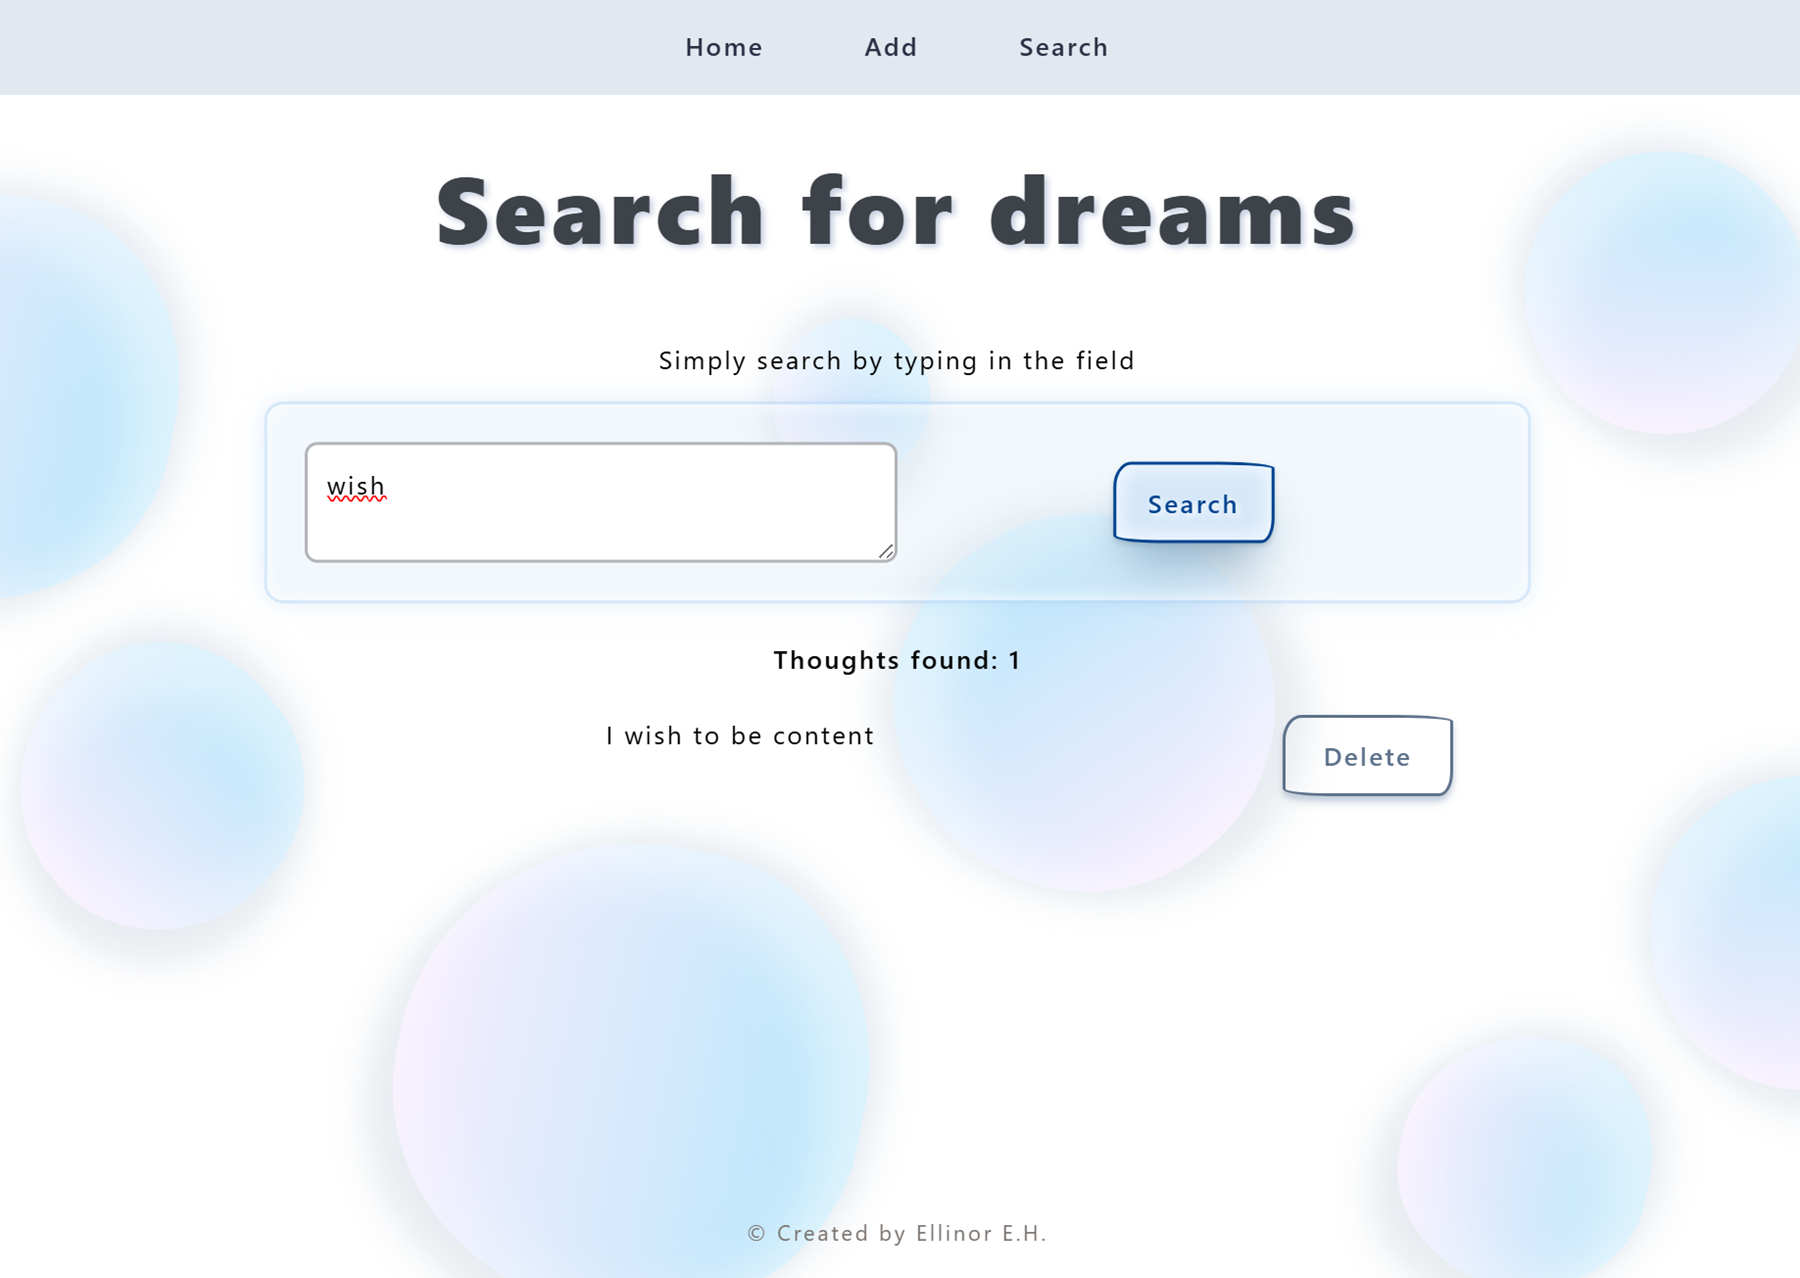 Home Add Search
Search for dreams
Simply search by typing in the field
wish
Search
Thoughts found: 1
I wish to be content
Delete
© Created by Ellinor E.H.